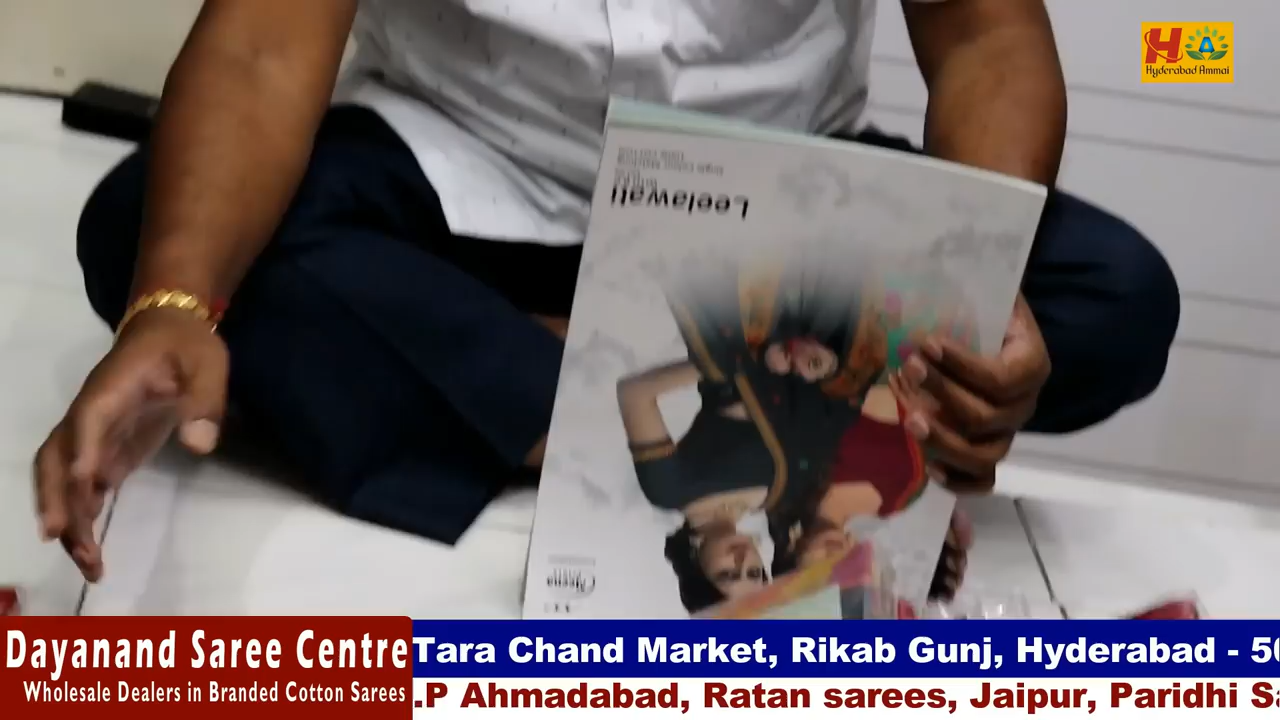 Hyderabad Ammai
Leelawati
Dayanand Saree Centre
Wholesale Dealers in Branded Cotton Sarees
Tara Chand Market, Rikab Gunj, Hyderabad - 50
.P Ahmadabad, Ratan sarees, Jaipur, Paridhi Sa